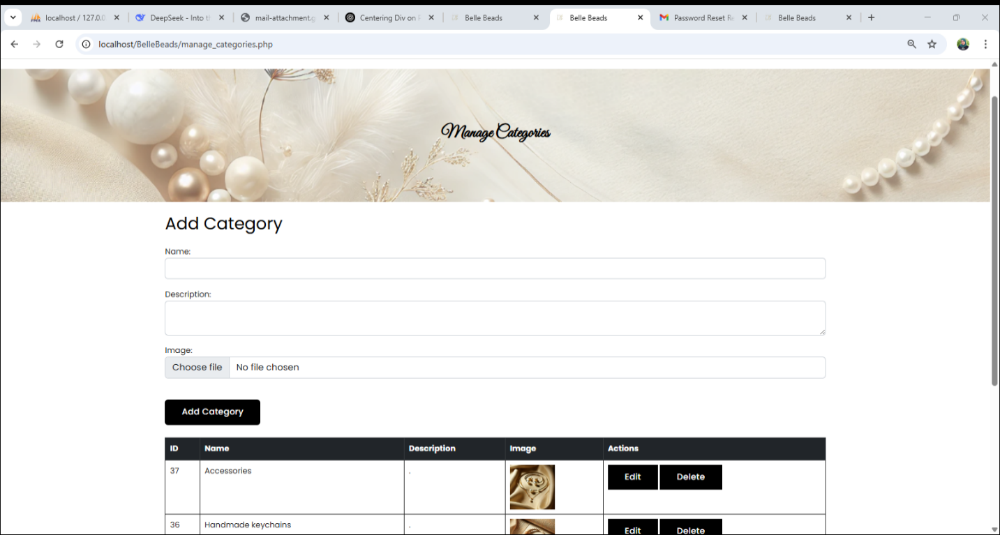 localhost / 127.0.0
DeepSeek - Into th
mail-attachment.g
Centering Div on P
Belle Beads
Belle Beads
Password Reset Re
Belle Beads
localhost/BelleBeads/manage_categories.php
Manage Categories
Add Category
Name:
Description:
Image:
Choose file No file chosen
Add Category
ID Name Description Image Actions
37 Accessories . Edit Delete
36 Handmade keychains . Edit Delete